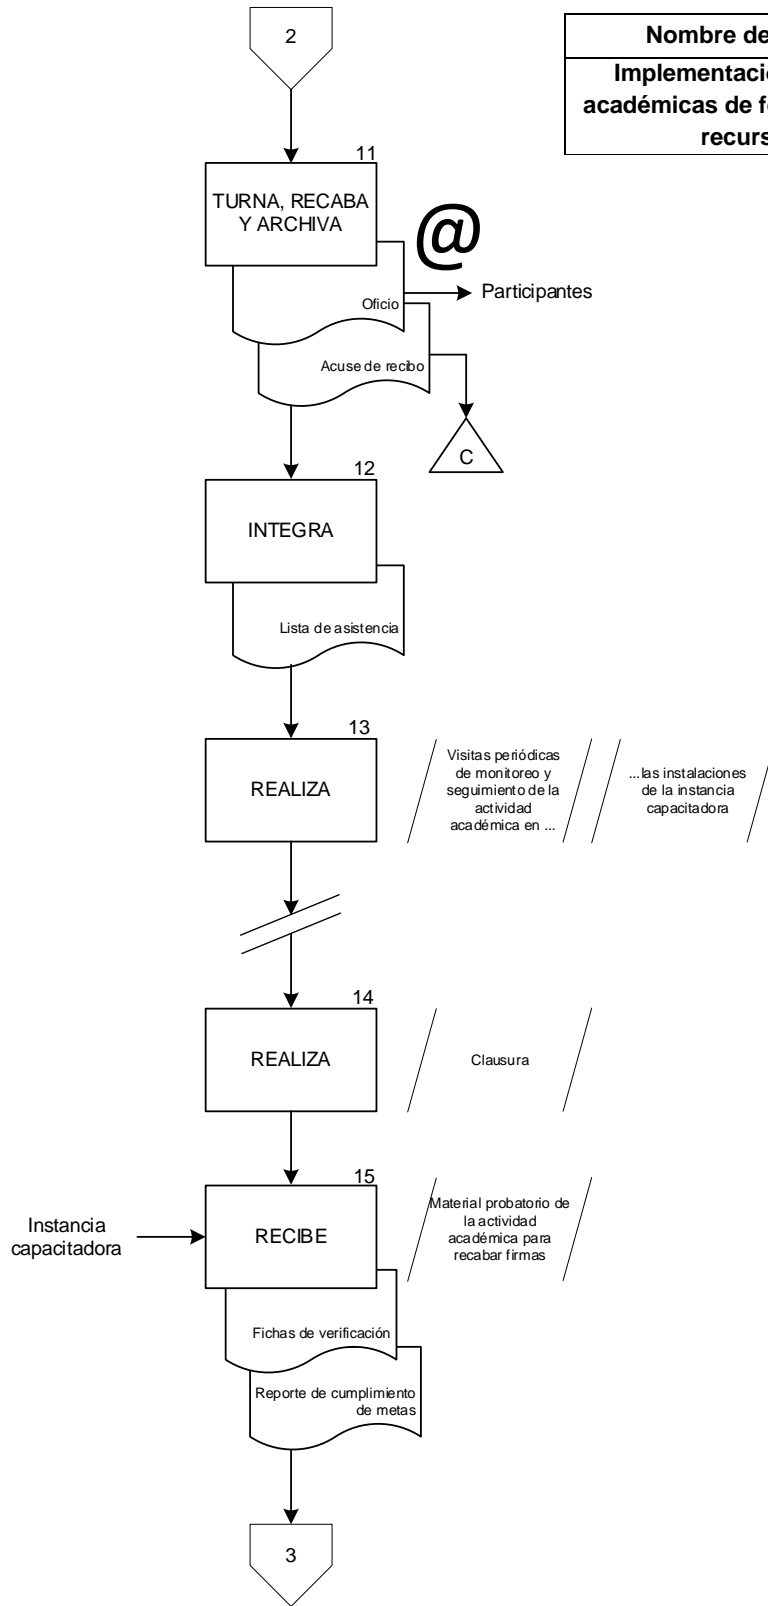 2
Nombre de
Implementaci
académicas de f
recurs
11
TURNA, RECABA
Y ARCHIVA
@
Oficio
Participantes
Acuse de recibo
C
12
INTEGRA
Lista de asistencia
13
REALIZA
Visitas periódicas
de monitoreo y
seguimiento de la
actividad
académica en ...
...las instalaciones
de la instancia
capacitadora
14
REALIZA
Clausura
15
Instancia
capacitadora
RECIBE
Material probatorio de
la actividad
académica para
recabar firmas
Fichas de verificación
Reporte de cumplimiento
de metas
3